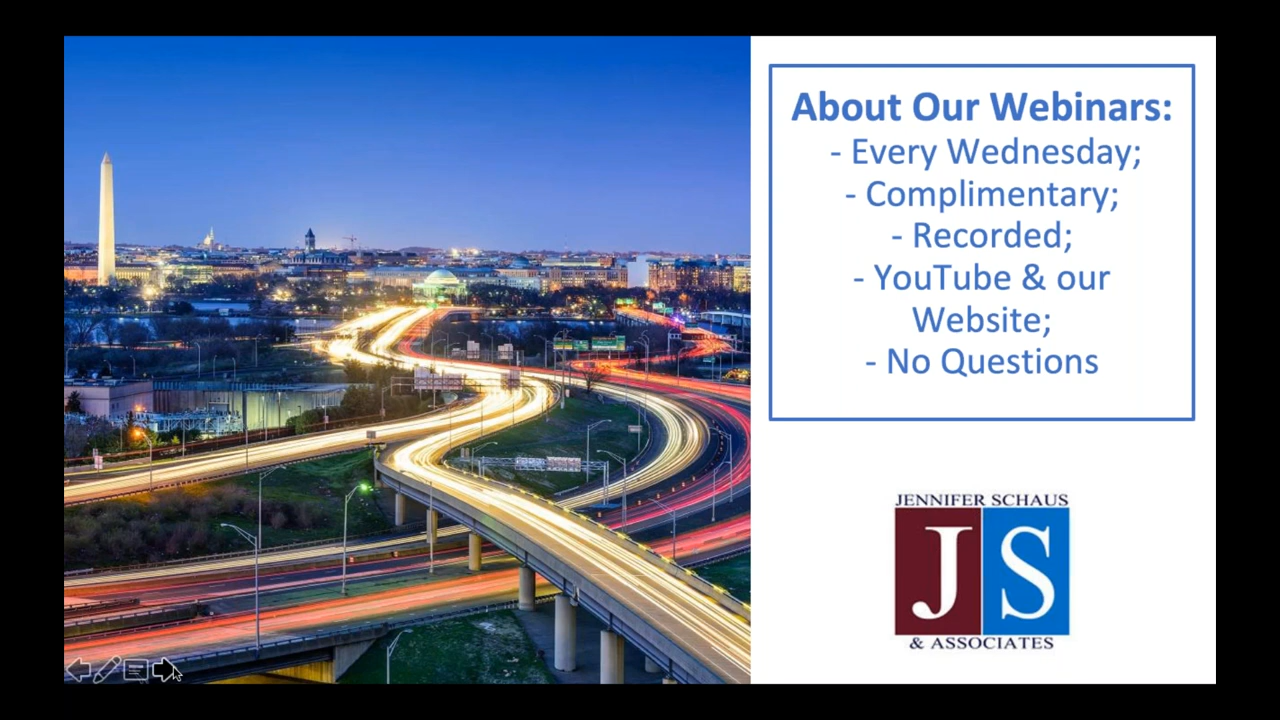 About Our Webinars:
- Every Wednesday;
- Complimentary;
- Recorded;
- YouTube & our
Website;
- No Questions
JENNIFER SCHAUS
JS
& ASSOCIATES